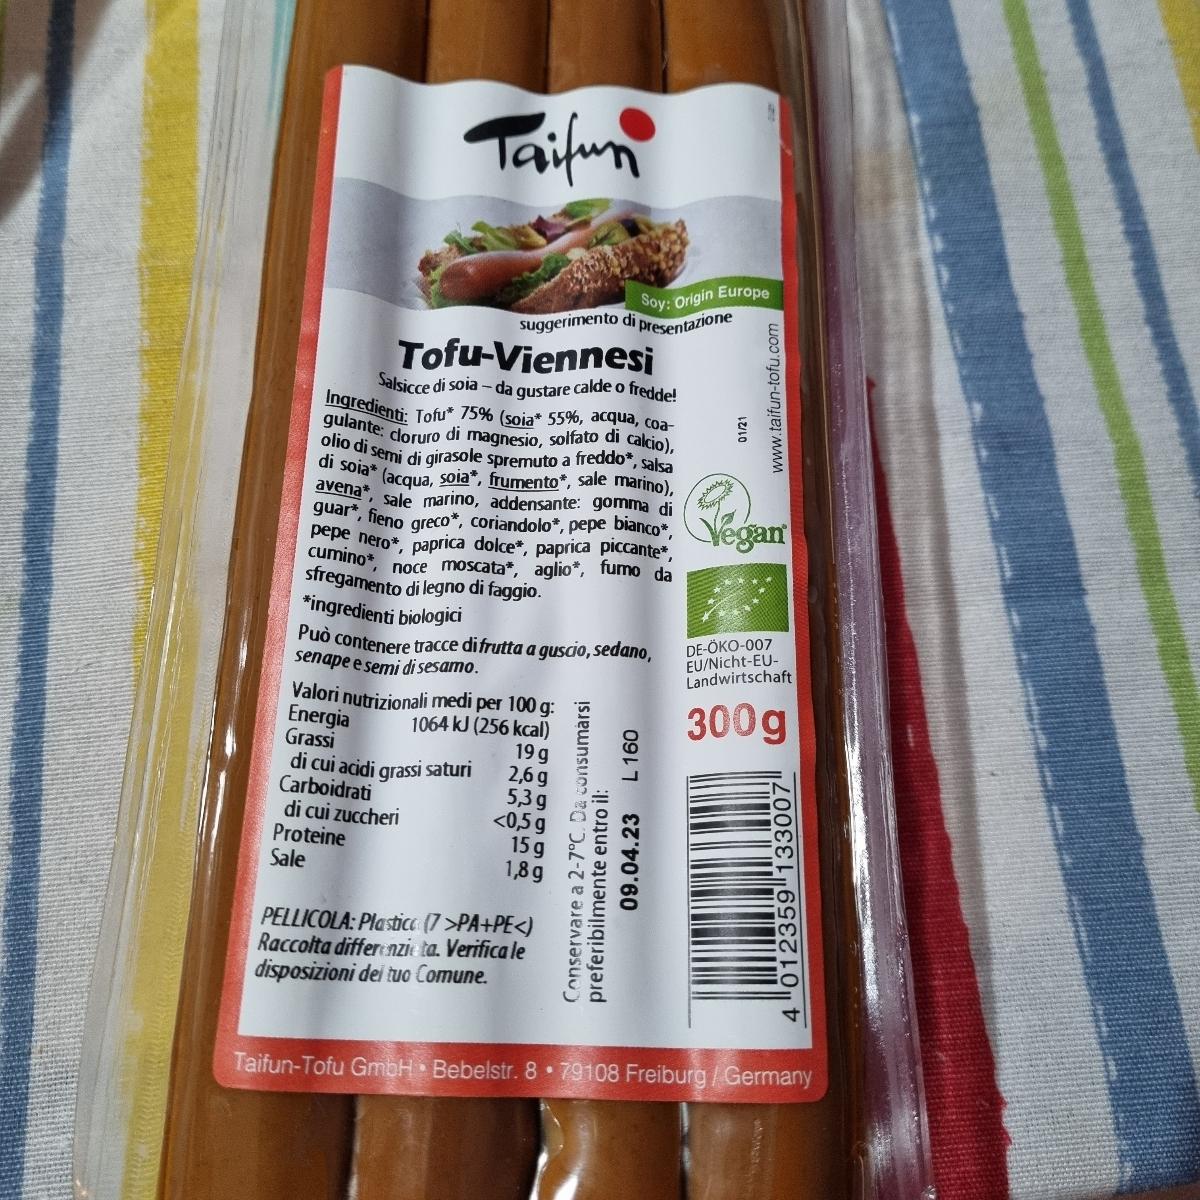 Taifun
Soy: Origin Europe
suggerimento di presentazione
Tofu-Viennesi
Salsicce di soia – da gustare calde o fredde!
Ingredienti: Tofu* 75% (soia* 55%, acqua, coa-
gulante: cloruro di magnesio, solfato di calcio),
olio di semi di girasole spremuto a freddo*, salsa
di soia* (acqua, soia*, frumento*, sale marino),
avena*, sale marino, addensante: gomma di
guar*, fieno greco*, coriandolo*, pepe bianco*,
pepe nero*, paprica dolce*, paprica piccante*,
cumino*, noce moscata*, aglio*, fumo da
sfregamento di legno di faggio.
*ingredienti biologici
Può contenere tracce di frutta a guscio, sedano,
senape e semi di sesamo.
Valori nutrizionali medi per 100 g:
Energia 1064 kJ (256 kcal)
Grassi 19 g
di cui acidi grassi saturi 2,6 g
Carboidrati 5,3 g
di cui zuccheri <0,5 g
Proteine 15 g
Sale 1,8 g
PELLICOLA: Plastica (7 >PA+PE<)
Raccolta differenziata. Verifica le
disposizioni del tuo Comune.
Conservare a 2-7°C. Da consumarsi
preferibilmente entro il:
09.04.23 L 160
www.taifun-tofu.com
01/21
Vegan
DE-ÖKO-007
EU/Nicht-EU-
Landwirtschaft
300 g
4 012359 133007
Taifun-Tofu GmbH • Bebelstr. 8 • 79108 Freiburg / Germany